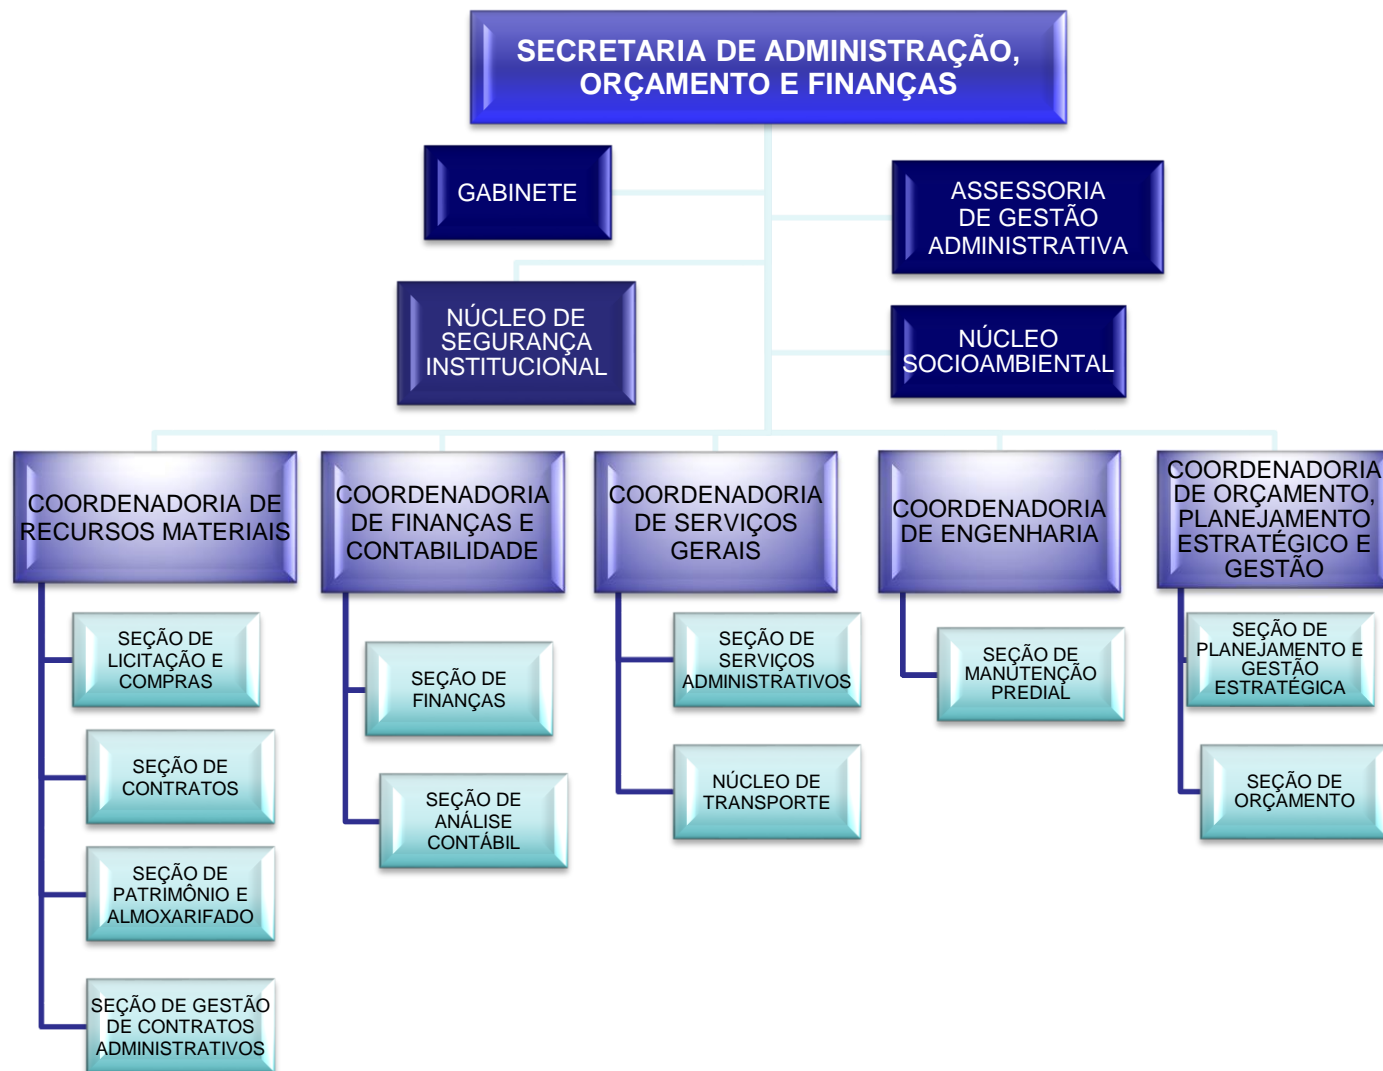 SECRETARIA DE ADMINISTRAÇÃO,
ORÇAMENTO E FINANÇAS
GABINETE
ASSESSORIA
DE GESTÃO
ADMINISTRATIVA
NÚCLEO DE
SEGURANÇA
INSTITUCIONAL
NÚCLEO
SOCIOAMBIENTAL
COORDENADORIA DE
RECURSOS MATERIAIS
COORDENADORIA
DE FINANÇAS E
CONTABILIDADE
COORDENADORIA
DE SERVIÇOS
GERAIS
COORDENADORIA
DE ENGENHARIA
COORDENADORIA
DE ORÇAMENTO,
PLANEJAMENTO
ESTRATÉGICO E
GESTÃO
SEÇÃO DE
LICITAÇÃO E
COMPRAS
SEÇÃO DE
CONTRATOS
SEÇÃO DE
PATRIMÔNIO E
ALMOXARIFADO
SEÇÃO DE GESTÃO
DE CONTRATOS
ADMINISTRATIVOS
SEÇÃO DE
FINANÇAS
SEÇÃO DE
ANÁLISE
CONTÁBIL
SEÇÃO DE
SERVIÇOS
ADMINISTRATIVOS
NÚCLEO DE
TRANSPORTE
SEÇÃO DE
MANUTENÇÃO
PREDIAL
SEÇÃO DE
PLANEJAMENTO E
GESTÃO
ESTRATÉGICA
SEÇÃO DE
ORÇAMENTO